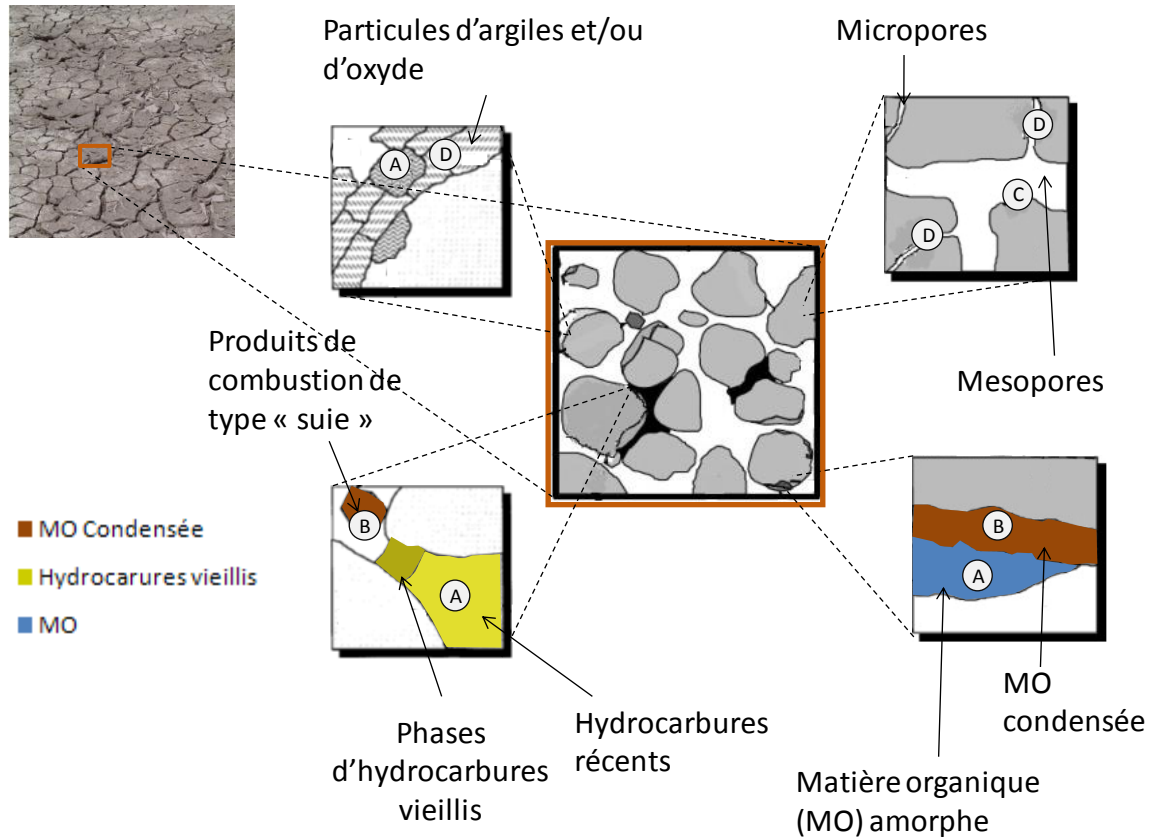 Particules d'argiles et/ou
d'oxyde
Micropores
A
D
D
C
D
Produits de
combustion de
type « suie »
Mesopores
B
A
B
A
MO Condensée
Hydrocarures vieillis
MO
Phases
d'hydrocarbures
vieillis
Hydrocarbures
récents
MO
condensée
Matière organique
(MO) amorphe